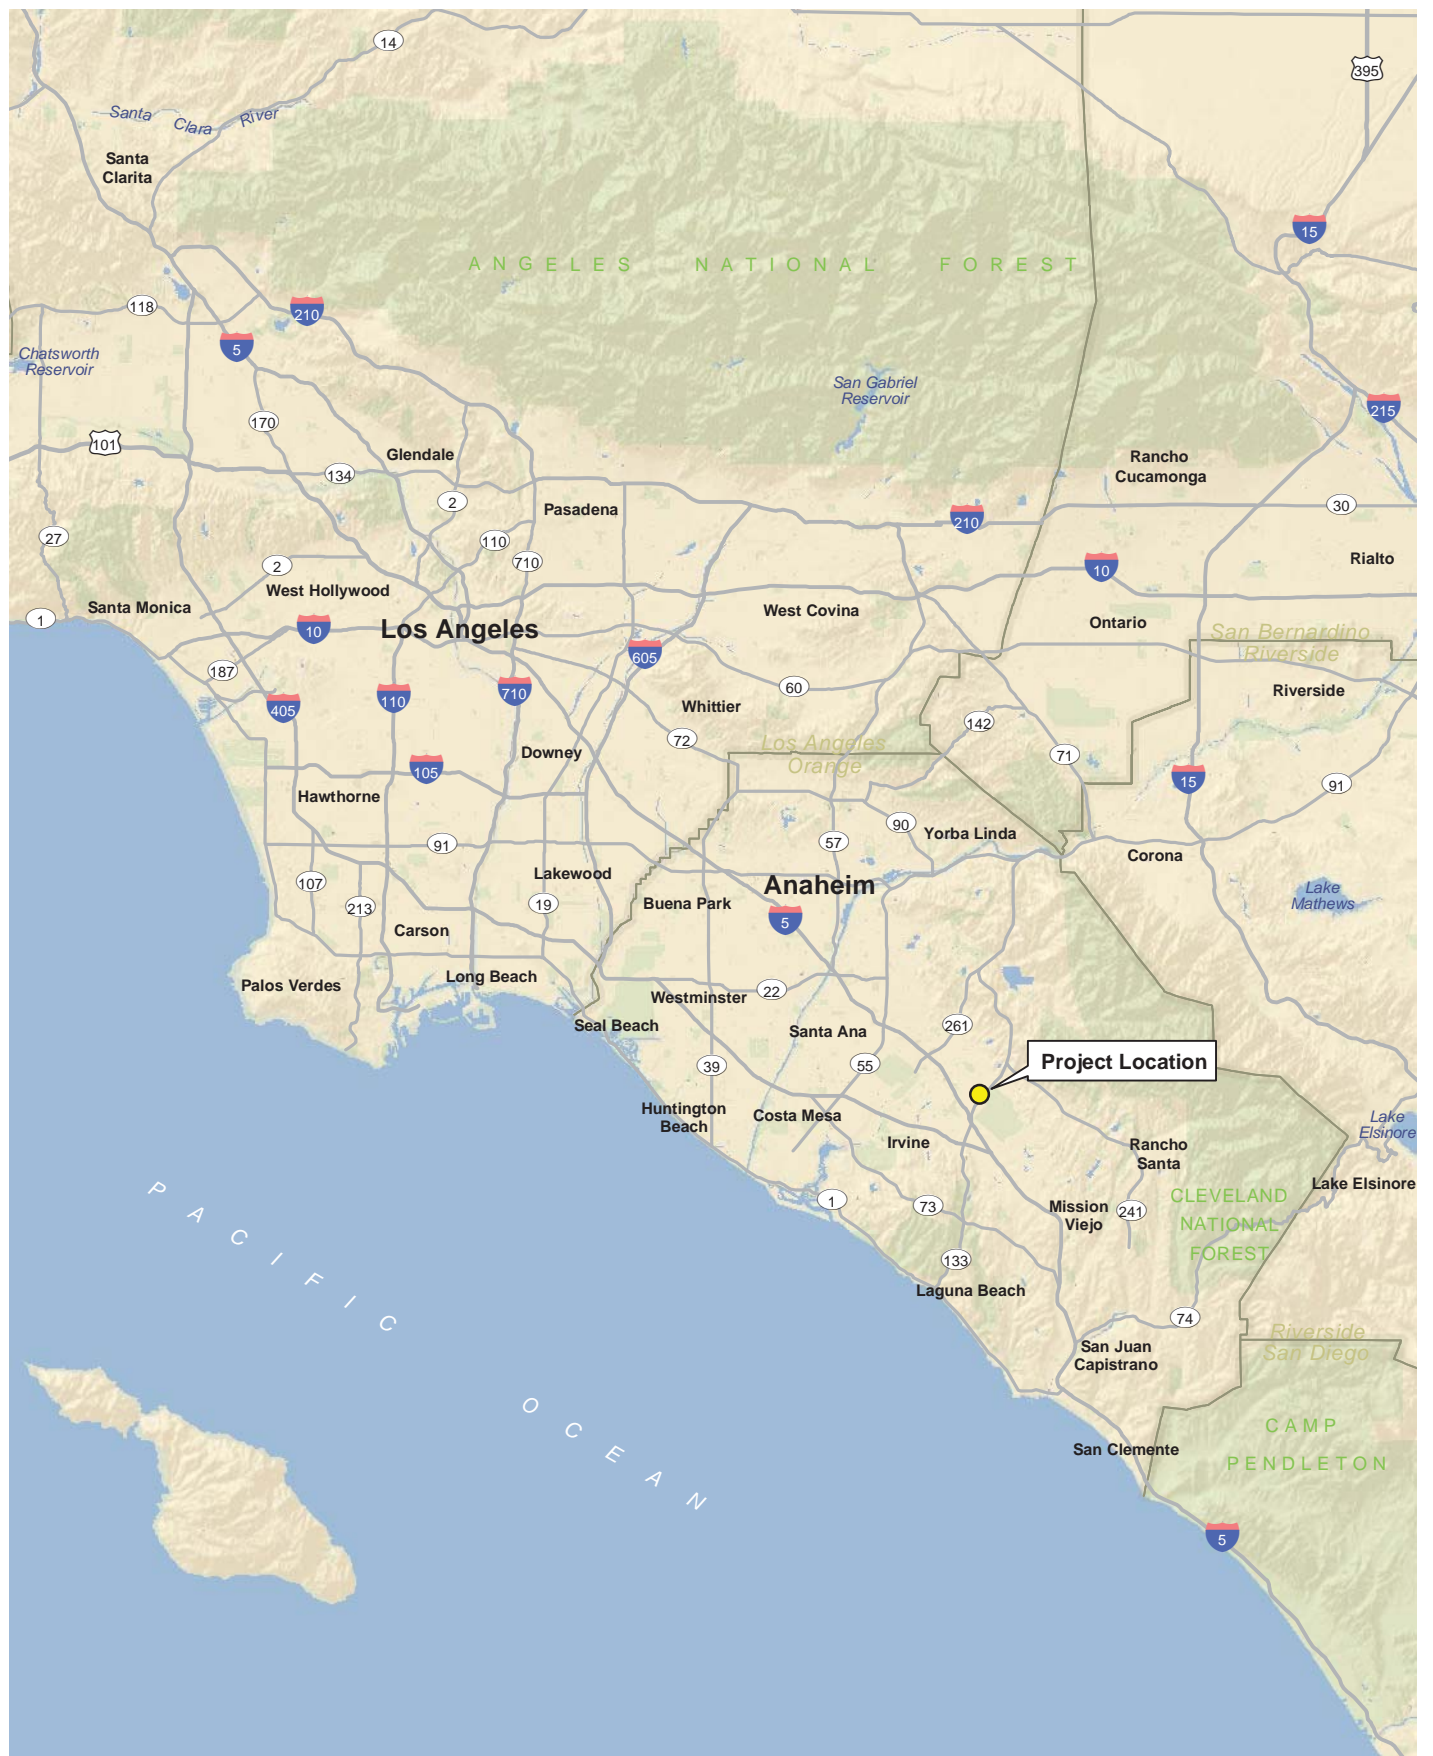 14
395
Santa Clara River
Santa
Clarita
15
ANGELES NATIONAL FOREST
118
210
5
Chatsworth
Reservoir
San Gabriel
Reservoir
215
170
101
Glendale
134
Rancho
Cucamonga
2
Pasadena
30
210
27
110
710
Rialto
2
10
West Hollywood
Santa Monica
1
West Covina
10
Los Angeles
Ontario
San Bernardino
Riverside
605
187
60
Riverside
405
110
710
Whittier
142
72
Los Angeles
Orange
Downey
71
105
15
91
Hawthorne
90
Yorba Linda
91
57
Corona
Lakewood
107
Anaheim
Lake
Mathews
213
19
Buena Park
5
Carson
Long Beach
Palos Verdes
22
Westminster
Seal Beach
Santa Ana
261
39
55
Project Location
Huntington
Beach
Costa Mesa
Irvine
Lake
Elsinore
Rancho
Santa
Lake Elsinore
PACIFIC
OCEAN
1
73
Mission
Viejo
241
CLEVELAND
NATIONAL
FOREST
133
Laguna Beach
74
Riverside
San Diego
San Juan
Capistrano
CAMP
PENDLETON
San Clemente
5